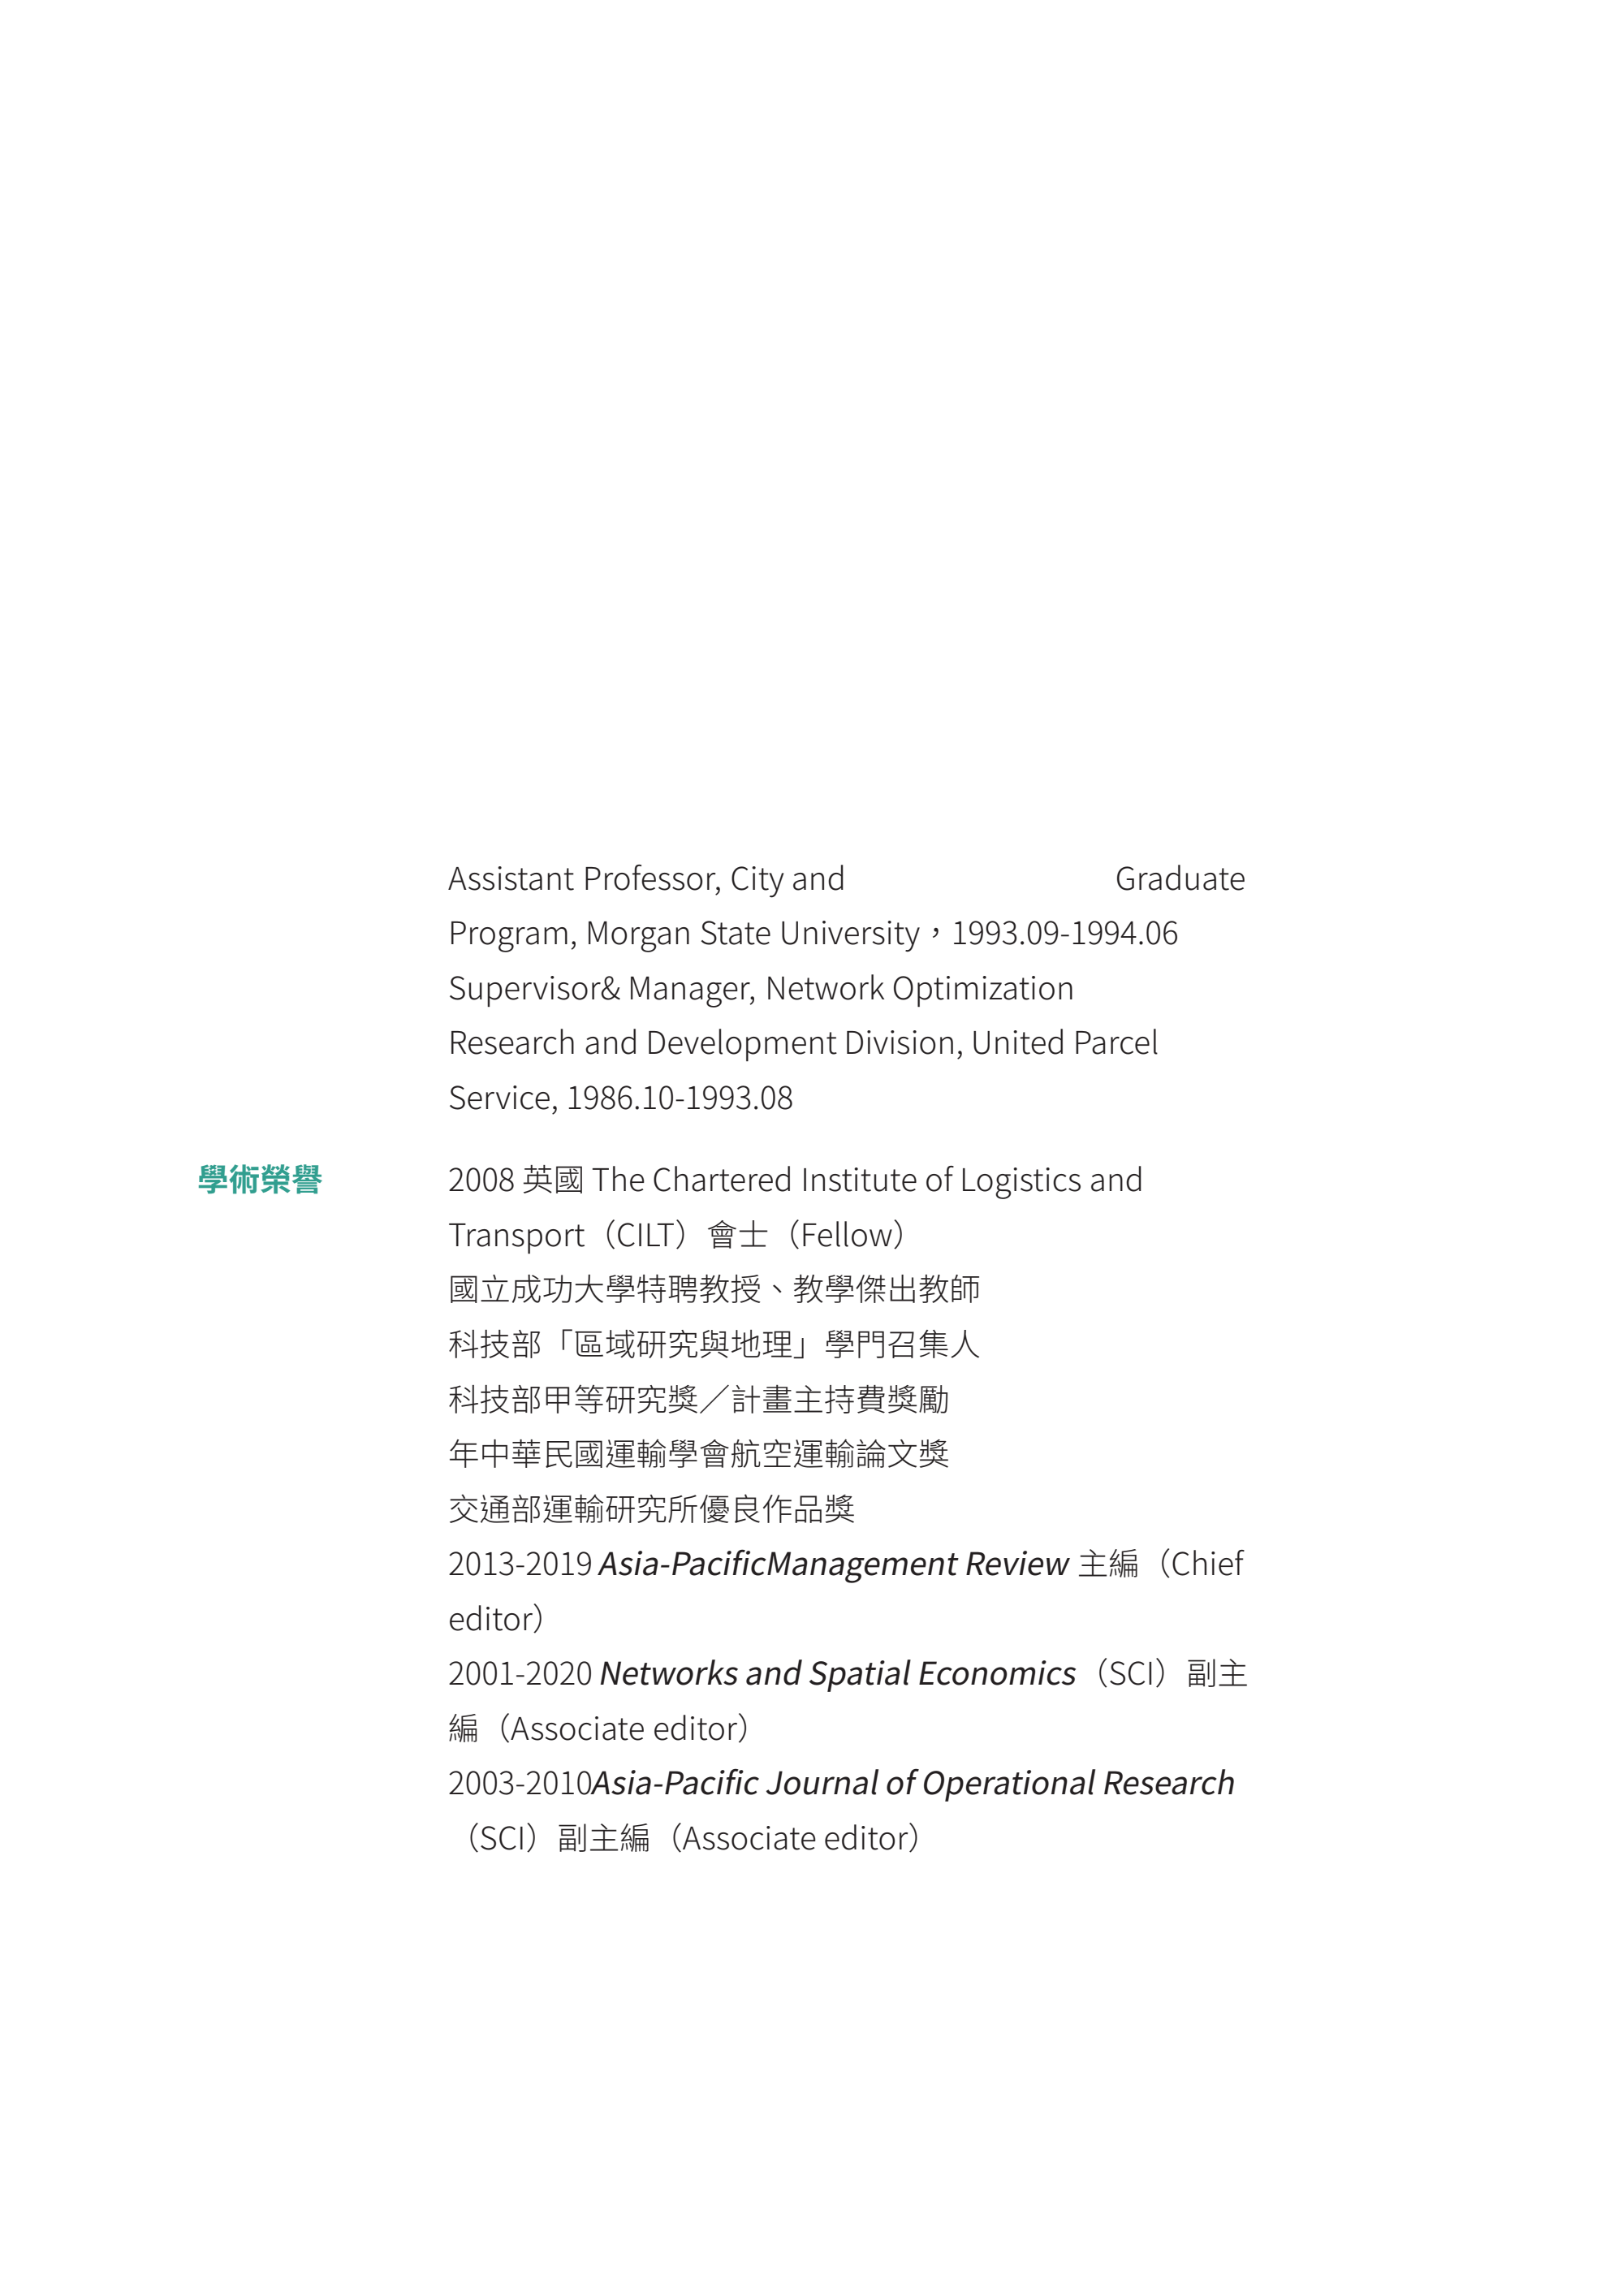 Assistant Professor, City and Graduate
Program, Morgan State University，1993.09-1994.06
Supervisor& Manager, Network Optimization
Research and Development Division, United Parcel
Service, 1986.10-1993.08
學術榮譽
2008 英國 The Chartered Institute of Logistics and
Transport（CILT）會士（Fellow）
國立成功大學特聘教授、教學傑出教師
科技部「區域研究與地理」學門召集人
科技部甲等研究獎／計畫主持費獎勵
年中華民國運輸學會航空運輸論文獎
交通部運輸研究所優良作品獎
2013-2019 Asia-PacificManagement Review 主編（Chief
editor）
2001-2020 Networks and Spatial Economics（SCI）副主
編（Associate editor）
2003-2010Asia-Pacific Journal of Operational Research
（SCI）副主編（Associate editor）